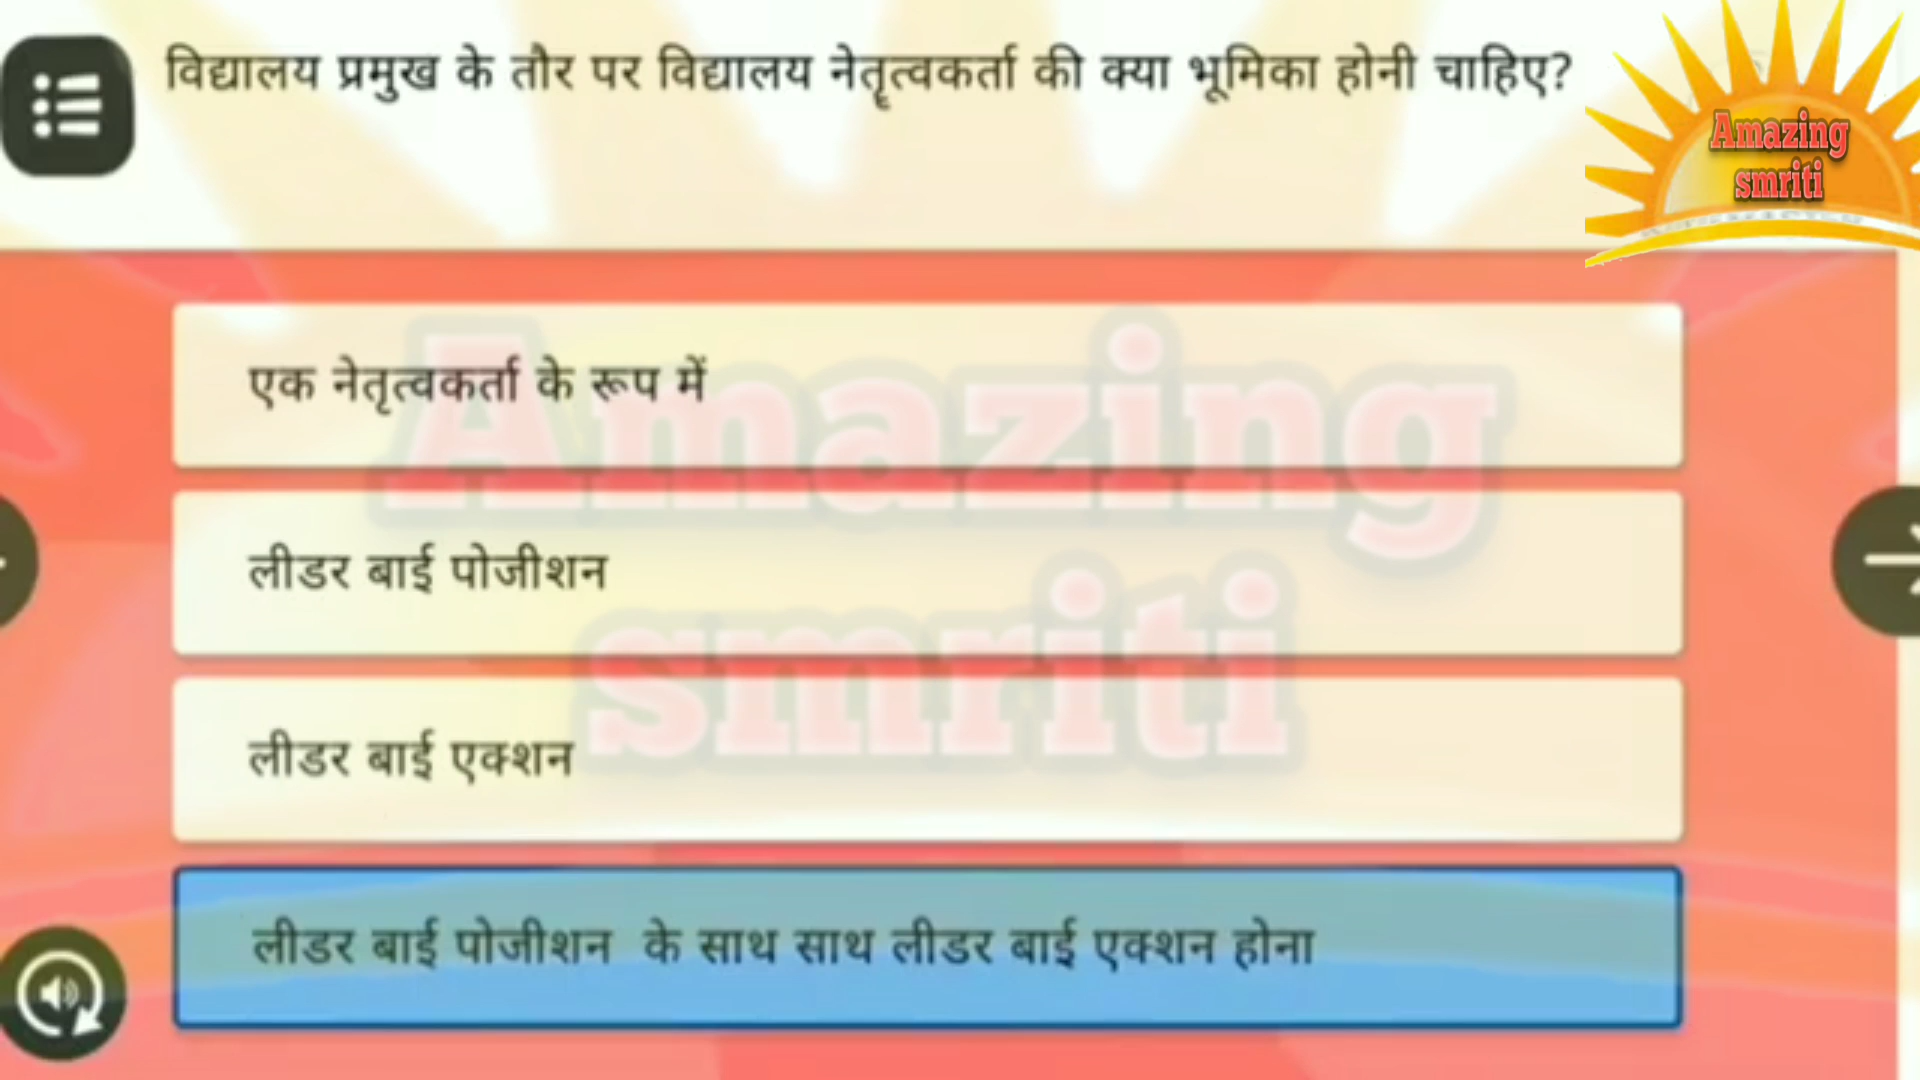 विद्यालय प्रमुख के तौर पर विद्यालय नेतृत्वकर्ता की क्या भूमिका होनी चाहिए?
Amazing
smriti
एक नेतृत्वकर्ता के रूप में
लीडर बाई पोजीशन
लीडर बाई एक्शन
लीडर बाई पोजीशन के साथ साथ लीडर बाई एक्शन होना
Amazing
smriti